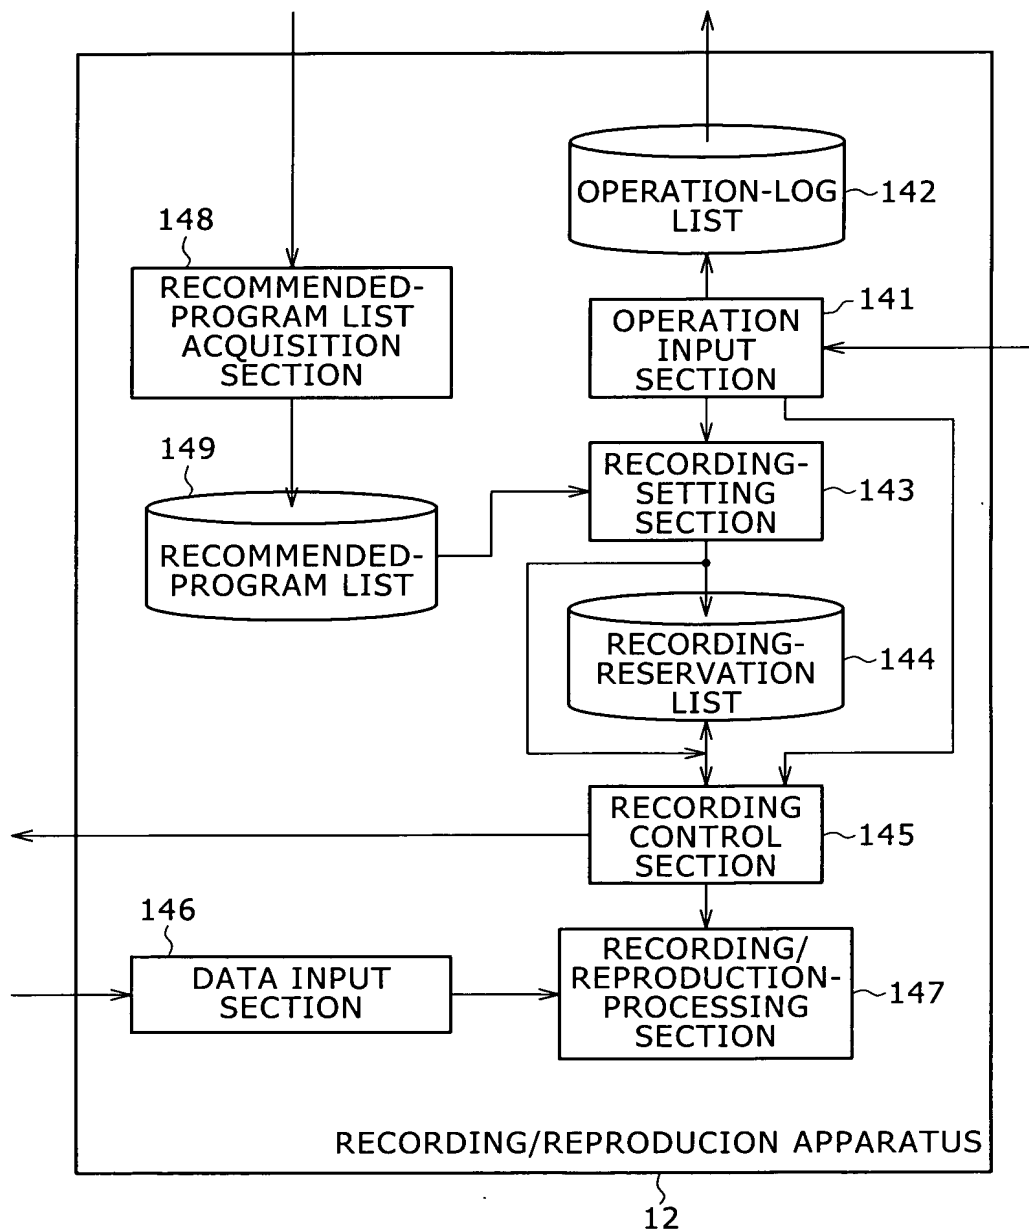 OPERATION-LOG
LIST
142
148
RECOMMENDED-
PROGRAM LIST
ACQUISITION
SECTION
OPERATION
INPUT
SECTION
141
149
RECOMMENDED-
PROGRAM LIST
RECORDING-
SETTING
SECTION
143
RECORDING-
RESERVATION
LIST
144
RECORDING
CONTROL
SECTION
145
146
DATA INPUT
SECTION
RECORDING/
REPRODUCTION-
PROCESSING
SECTION
147
RECORDING/REPRODUCION APPARATUS
12